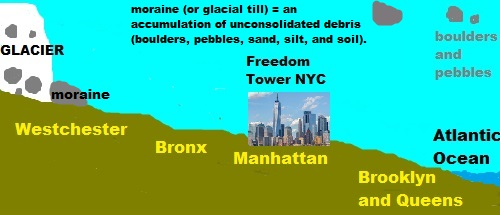 moraine (or glacial till) = an
accumulation of unconsolidated debris
(boulders, pebbles, sand, silt, and soil).
boulders
and
pebbles
GLACIER
Freedom
Tower NYC
moraine
Westchester
Bronx
Manhattan
Atlantic
Ocean
Brooklyn
and Queens